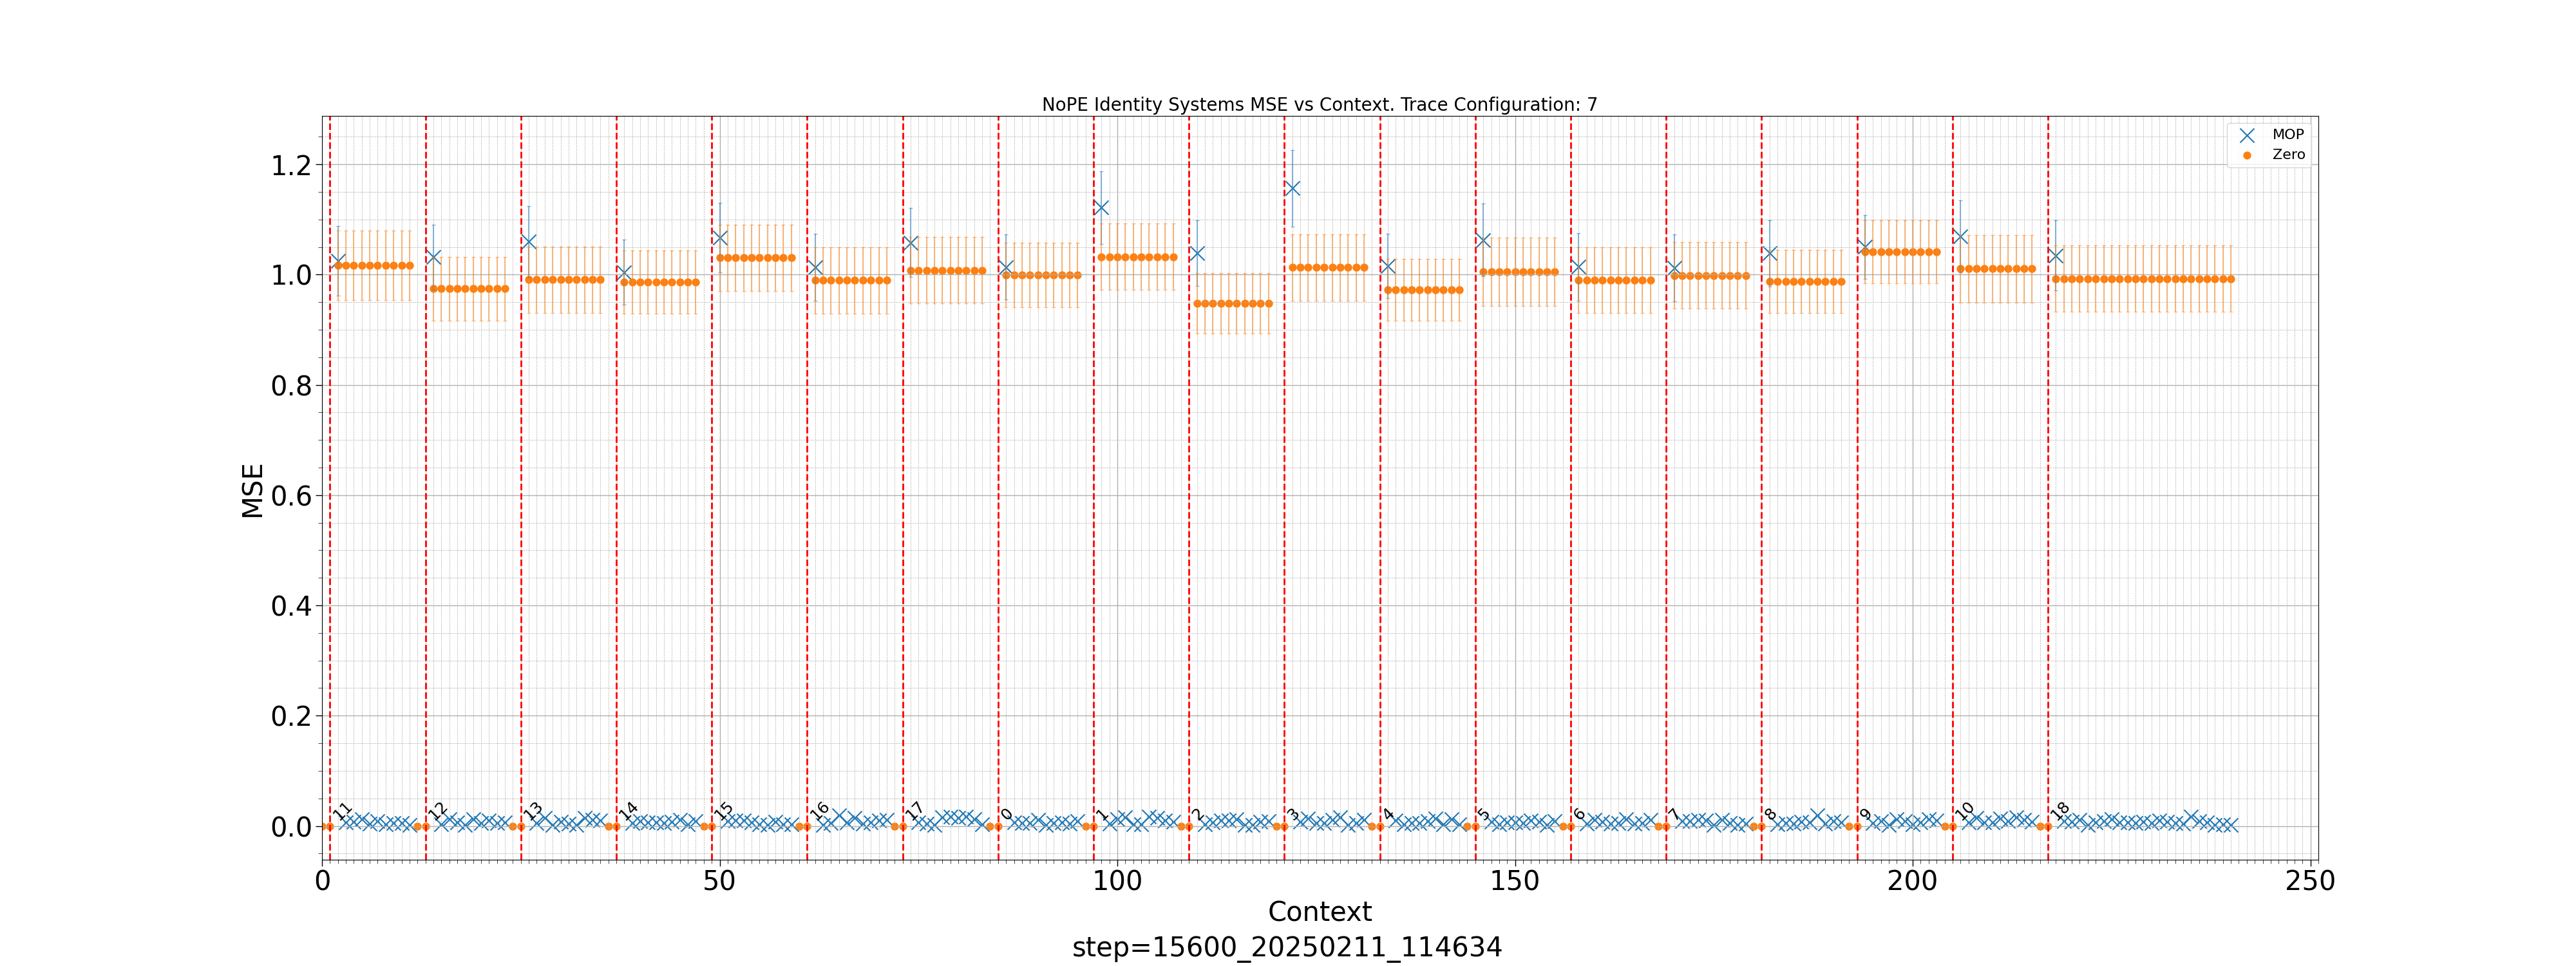 NoPE Identity Systems MSE vs Context. Trace Configuration: 7
MOP
Zero
MSE
1.2
1.0
0.8
0.6
0.4
0.2
0.0
11 12 13 14 15 16 17 0 1 2 3 4 5 6 7 8 9 10 18
0 50 100 150 200 250
Context
step=15600_20250211_114634